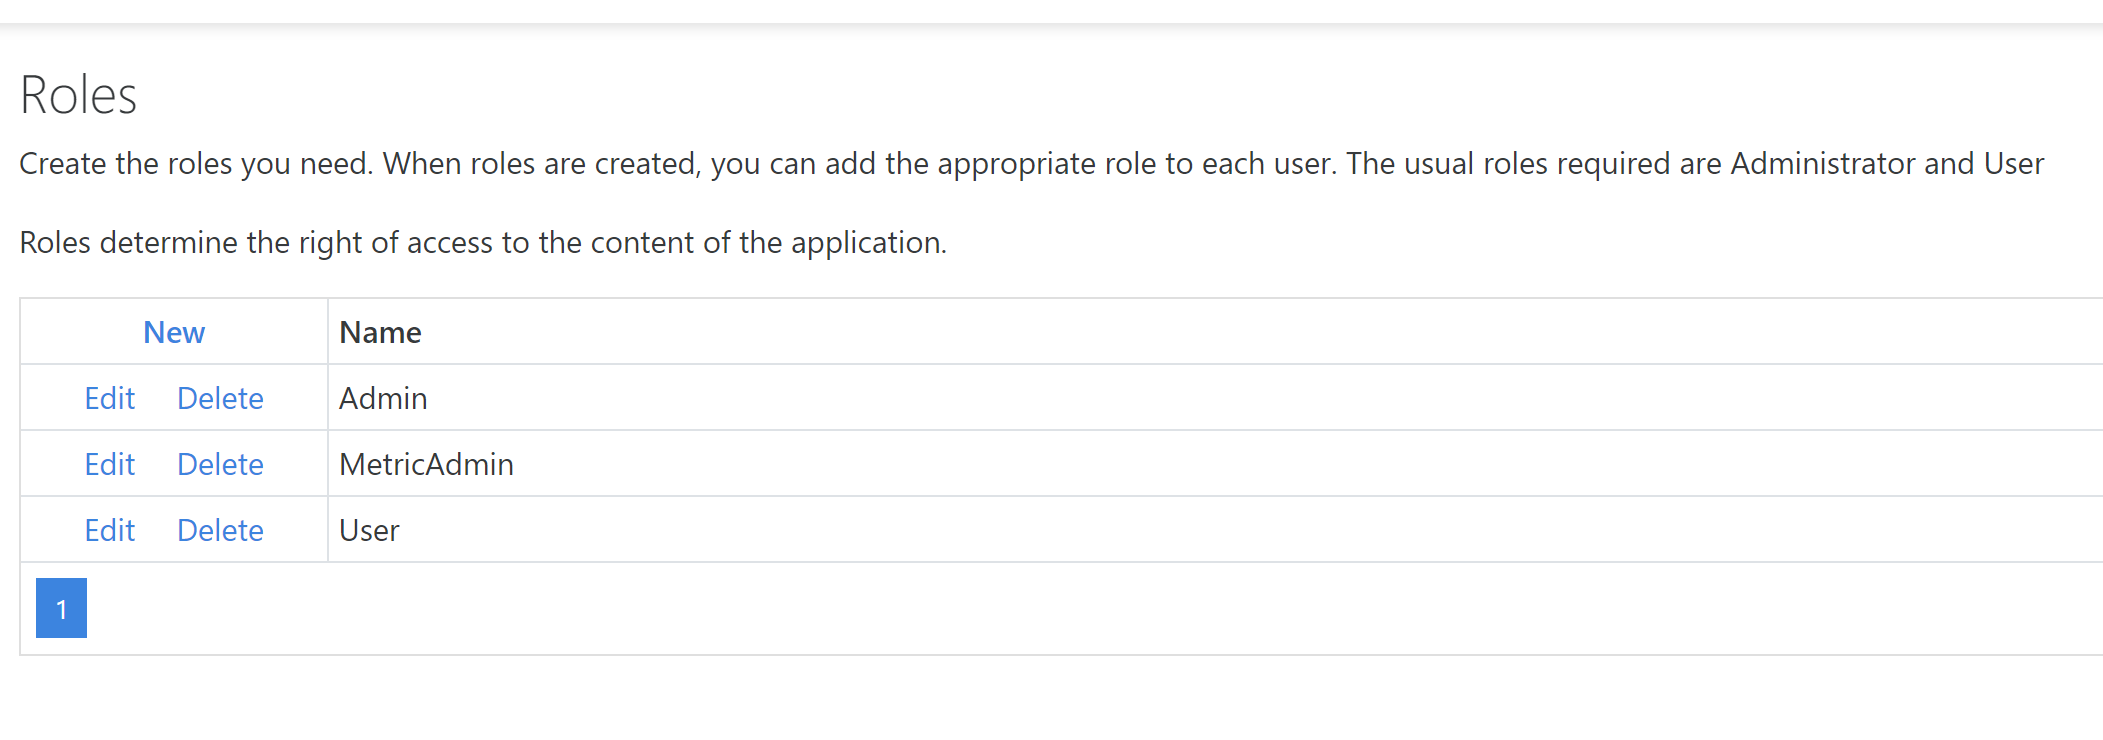 Roles
Create the roles you need. When roles are created, you can add the appropriate role to each user. The usual roles required are Administrator and User
Roles determine the right of access to the content of the application.
New Name
Edit Delete Admin
Edit Delete MetricAdmin
Edit Delete User
1